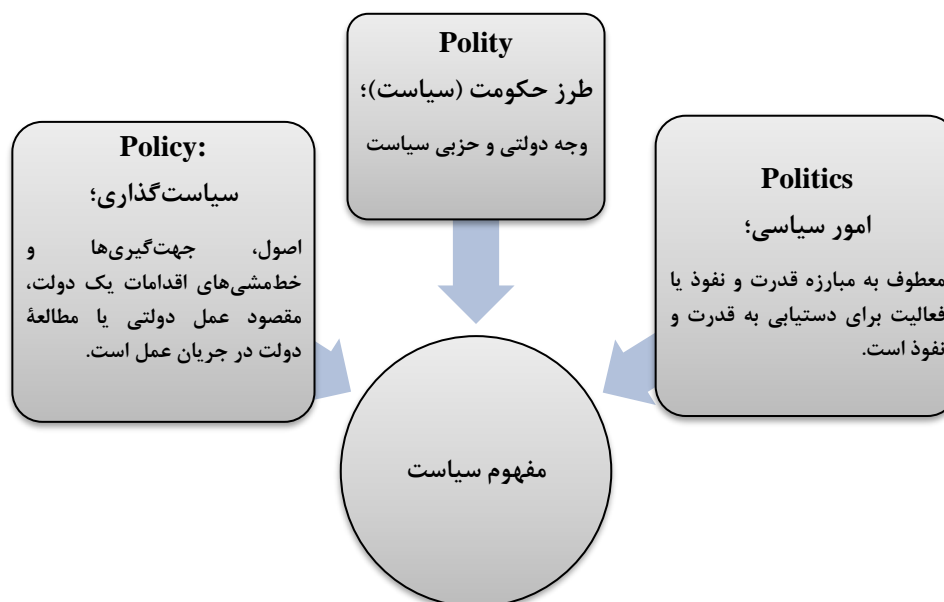 Polity
طرز حکومت (سیاست)؛
وجه دولتی و حزبی سیاست
Politics
امور سیاسی؛
معطوف به مبارزه قدرت و نفوذ یا
فعالیت برای دستیابی به قدرت و
نفوذ است.
Policy:
سیاست‌گذاری؛
اصول، جهت‌گیری‌ها و
خط‌مشی‌های اقدامات یک دولت،
مقصود عمل دولتی یا مطالعهٔ
دولت در جریان عمل است.
مفهوم سیاست